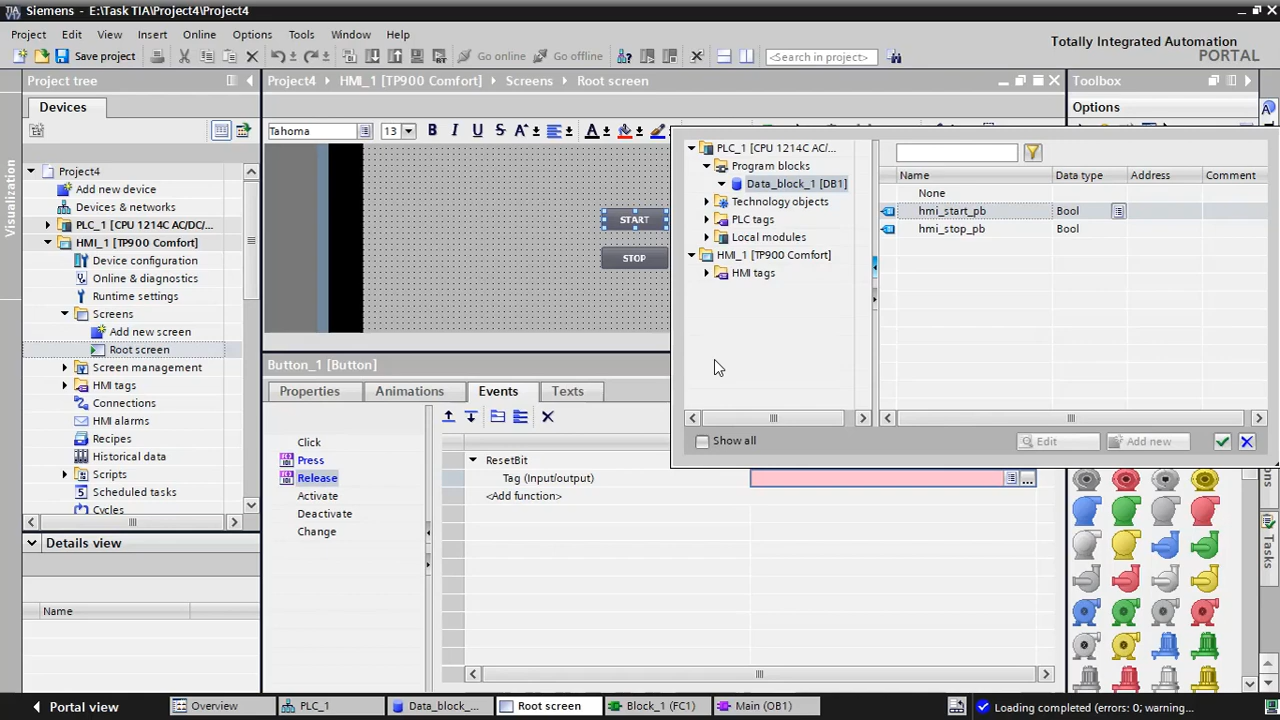 Siemens - E:\Task TIA\Project4\Project4
Project Edit View Insert Online Options Tools Window Help
Totally Integrated Automation
PORTAL
Save project
Go online
Go offline
<Search in project>
Project tree
Project4 HMI_1 [TP900 Comfort] Screens Root screen
Toolbox
Devices
Options
Visualization
Tahoma
13
B I U S A A
Project4
Add new device
Devices & networks
PLC_1 [CPU 1214C AC/DC/...
HMI_1 [TP900 Comfort]
Device configuration
Online & diagnostics
Runtime settings
Screens
Add new screen
Root screen
Screen management
HMI tags
Connections
HMI alarms
Recipes
Historical data
Scripts
Scheduled tasks
Cycles
START
STOP
PLC_1 [CPU 1214C AC/...
Program blocks
Data_block_1 [DB1]
Technology objects
PLC tags
Local modules
HMI_1 [TP900 Comfort]
HMI tags
Name Data type Address Comment
None
hmi_start_pb Bool
hmi_stop_pb Bool
Show all
Edit
Add new
Button_1 [Button]
Properties Animations Events Texts
Click
Press
Release
Activate
Deactivate
Change
ResetBit
Tag (Input/output)
<Add function>
Tasks
Details view
Name
Portal view
Overview
PLC_1
Data_block_...
Root screen
Block_1 (FC1)
Main (OB1)
Loading completed (errors: 0; warning...